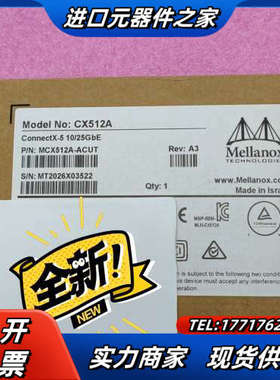 进口元器件之家
Model No: CX512A
ConnectX-5 10/25GbE
P/N: MCX512A-ACUT
Rev: A3
Mellanox
TECHNOLOGIES
Made in Isra
S/N: MT2026X03522
Qty: 1
全新!
NEW
开
票
TEL:1771762
实力商家
现货供